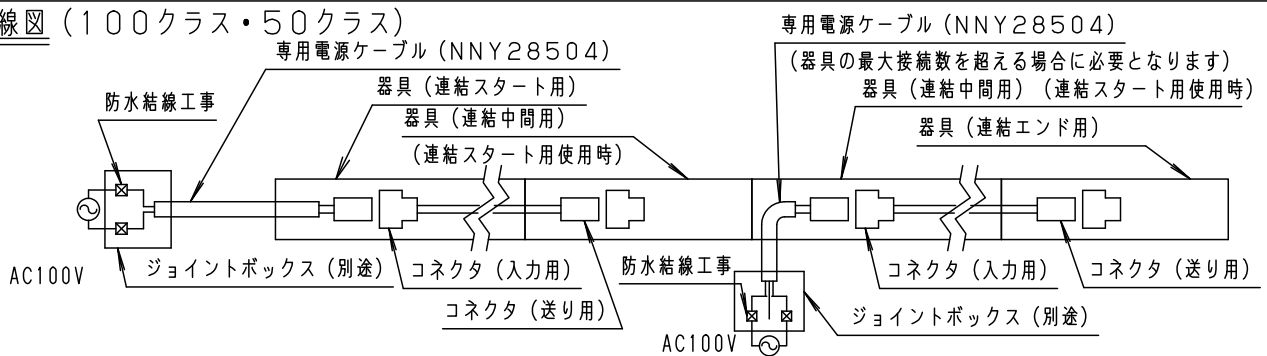 線図(100クラス・50クラス)
専用電源ケーブル(NNY28504)
専用電源ケーブル(NNY28504)
(器具の最大接続数を超える場合に必要となります)
防水結線工事
器具(連結スタート用)
器具(連結中間用)(連結スタート用使用時)
器具(連結中間用)
(連結スタート用使用時)
器具(連結エンド用)
AC100V
ジョイントボックス(別途)
コネクタ(入力用)
コネクタ(送り用)
防水結線工事
コネクタ(入力用)
コネクタ(送り用)
ジョイントボックス(別途)
AC100V